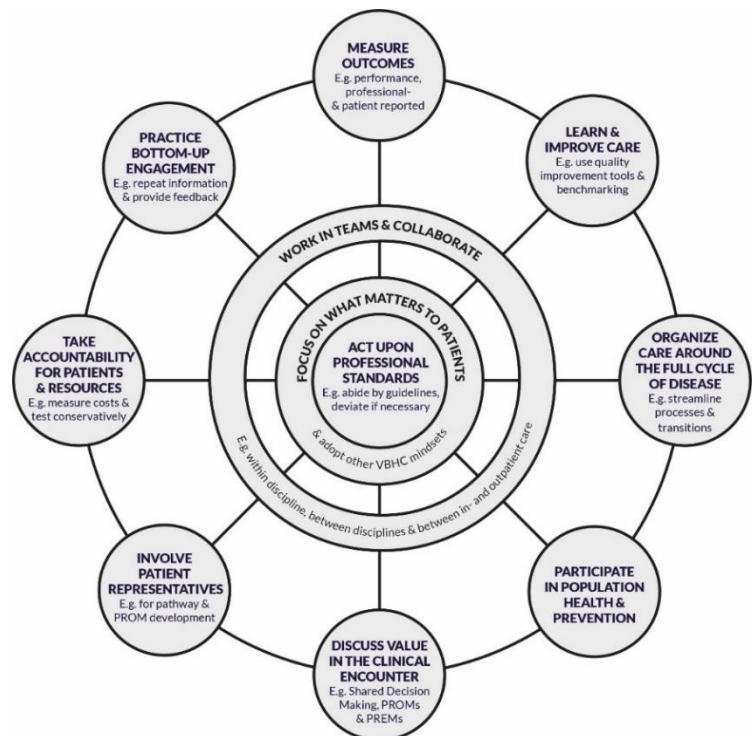 MEASURE
OUTCOMES
E.g. performance,
professional-
& patient reported
LEARN &
IMPROVE CARE
E.g. use quality
improvement tools &
benchmarking
ORGANIZE
CARE AROUND
THE FULL CYCLE
OF DISEASE
E.g. streamline
processes &
transitions
PARTICIPATE
IN POPULATION
HEALTH &
PREVENTION
DISCUSS VALUE
IN THE CLINICAL
ENCOUNTER
E.g. Shared Decision
Making, PROMs
& PREMs
INVOLVE
PATIENT
REPRESENTATIVES
E.g. for pathway &
PROM development
TAKE
ACCOUNTABILITY
FOR PATIENTS
& RESOURCES
E.g. measure costs &
test conservatively
PRACTICE
BOTTOM-UP
ENGAGEMENT
E.g. repeat information
& provide feedback
WORK IN TEAMS & COLLABORATE
E.g. within discipline, between disciplines & between in- and outpatient care
FOCUS ON WHAT MATTERS TO PATIENTS
& adopt other VBHC mindsets
ACT UPON
PROFESSIONAL
STANDARDS
E.g. abide by guidelines,
deviate if necessary